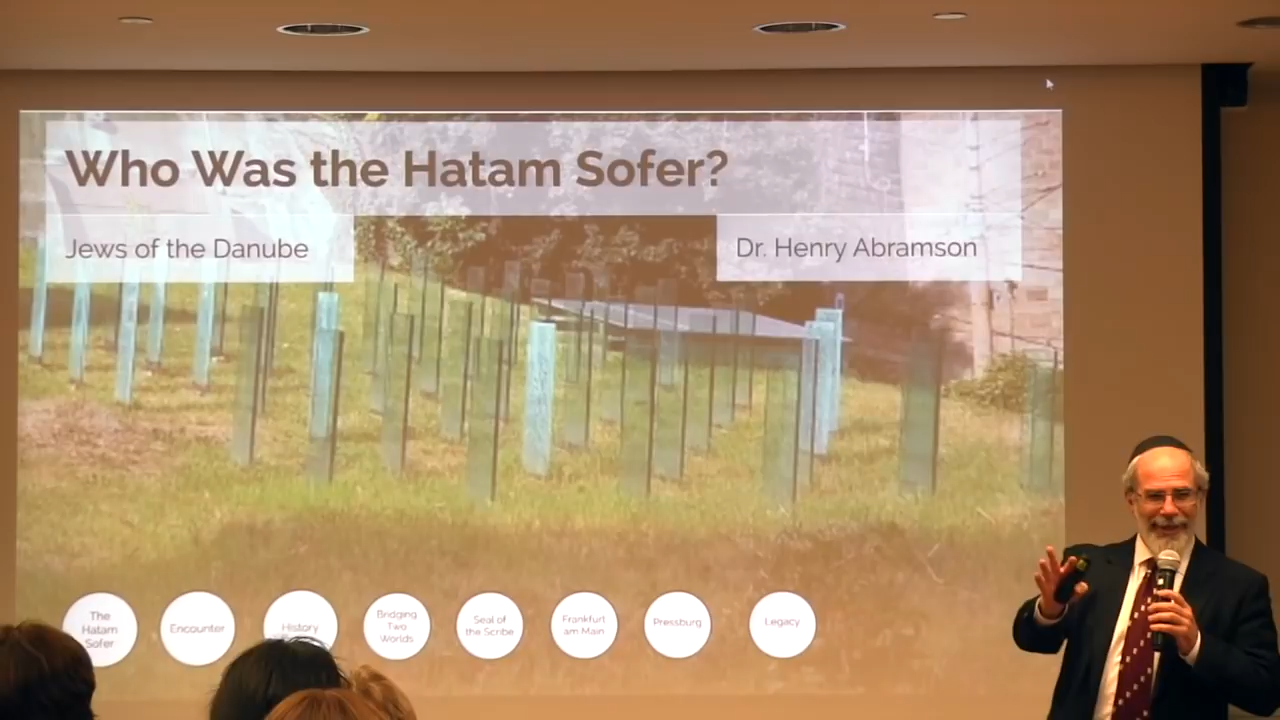 Who Was the Hatam Sofer?
Jews of the Danube
Dr. Henry Abramson
The
Hatam
Sofer
Encounter
History
Bridging
Two
Worlds
Seal of
the Scribe
Frankfurt
am Main
Pressburg
Legacy